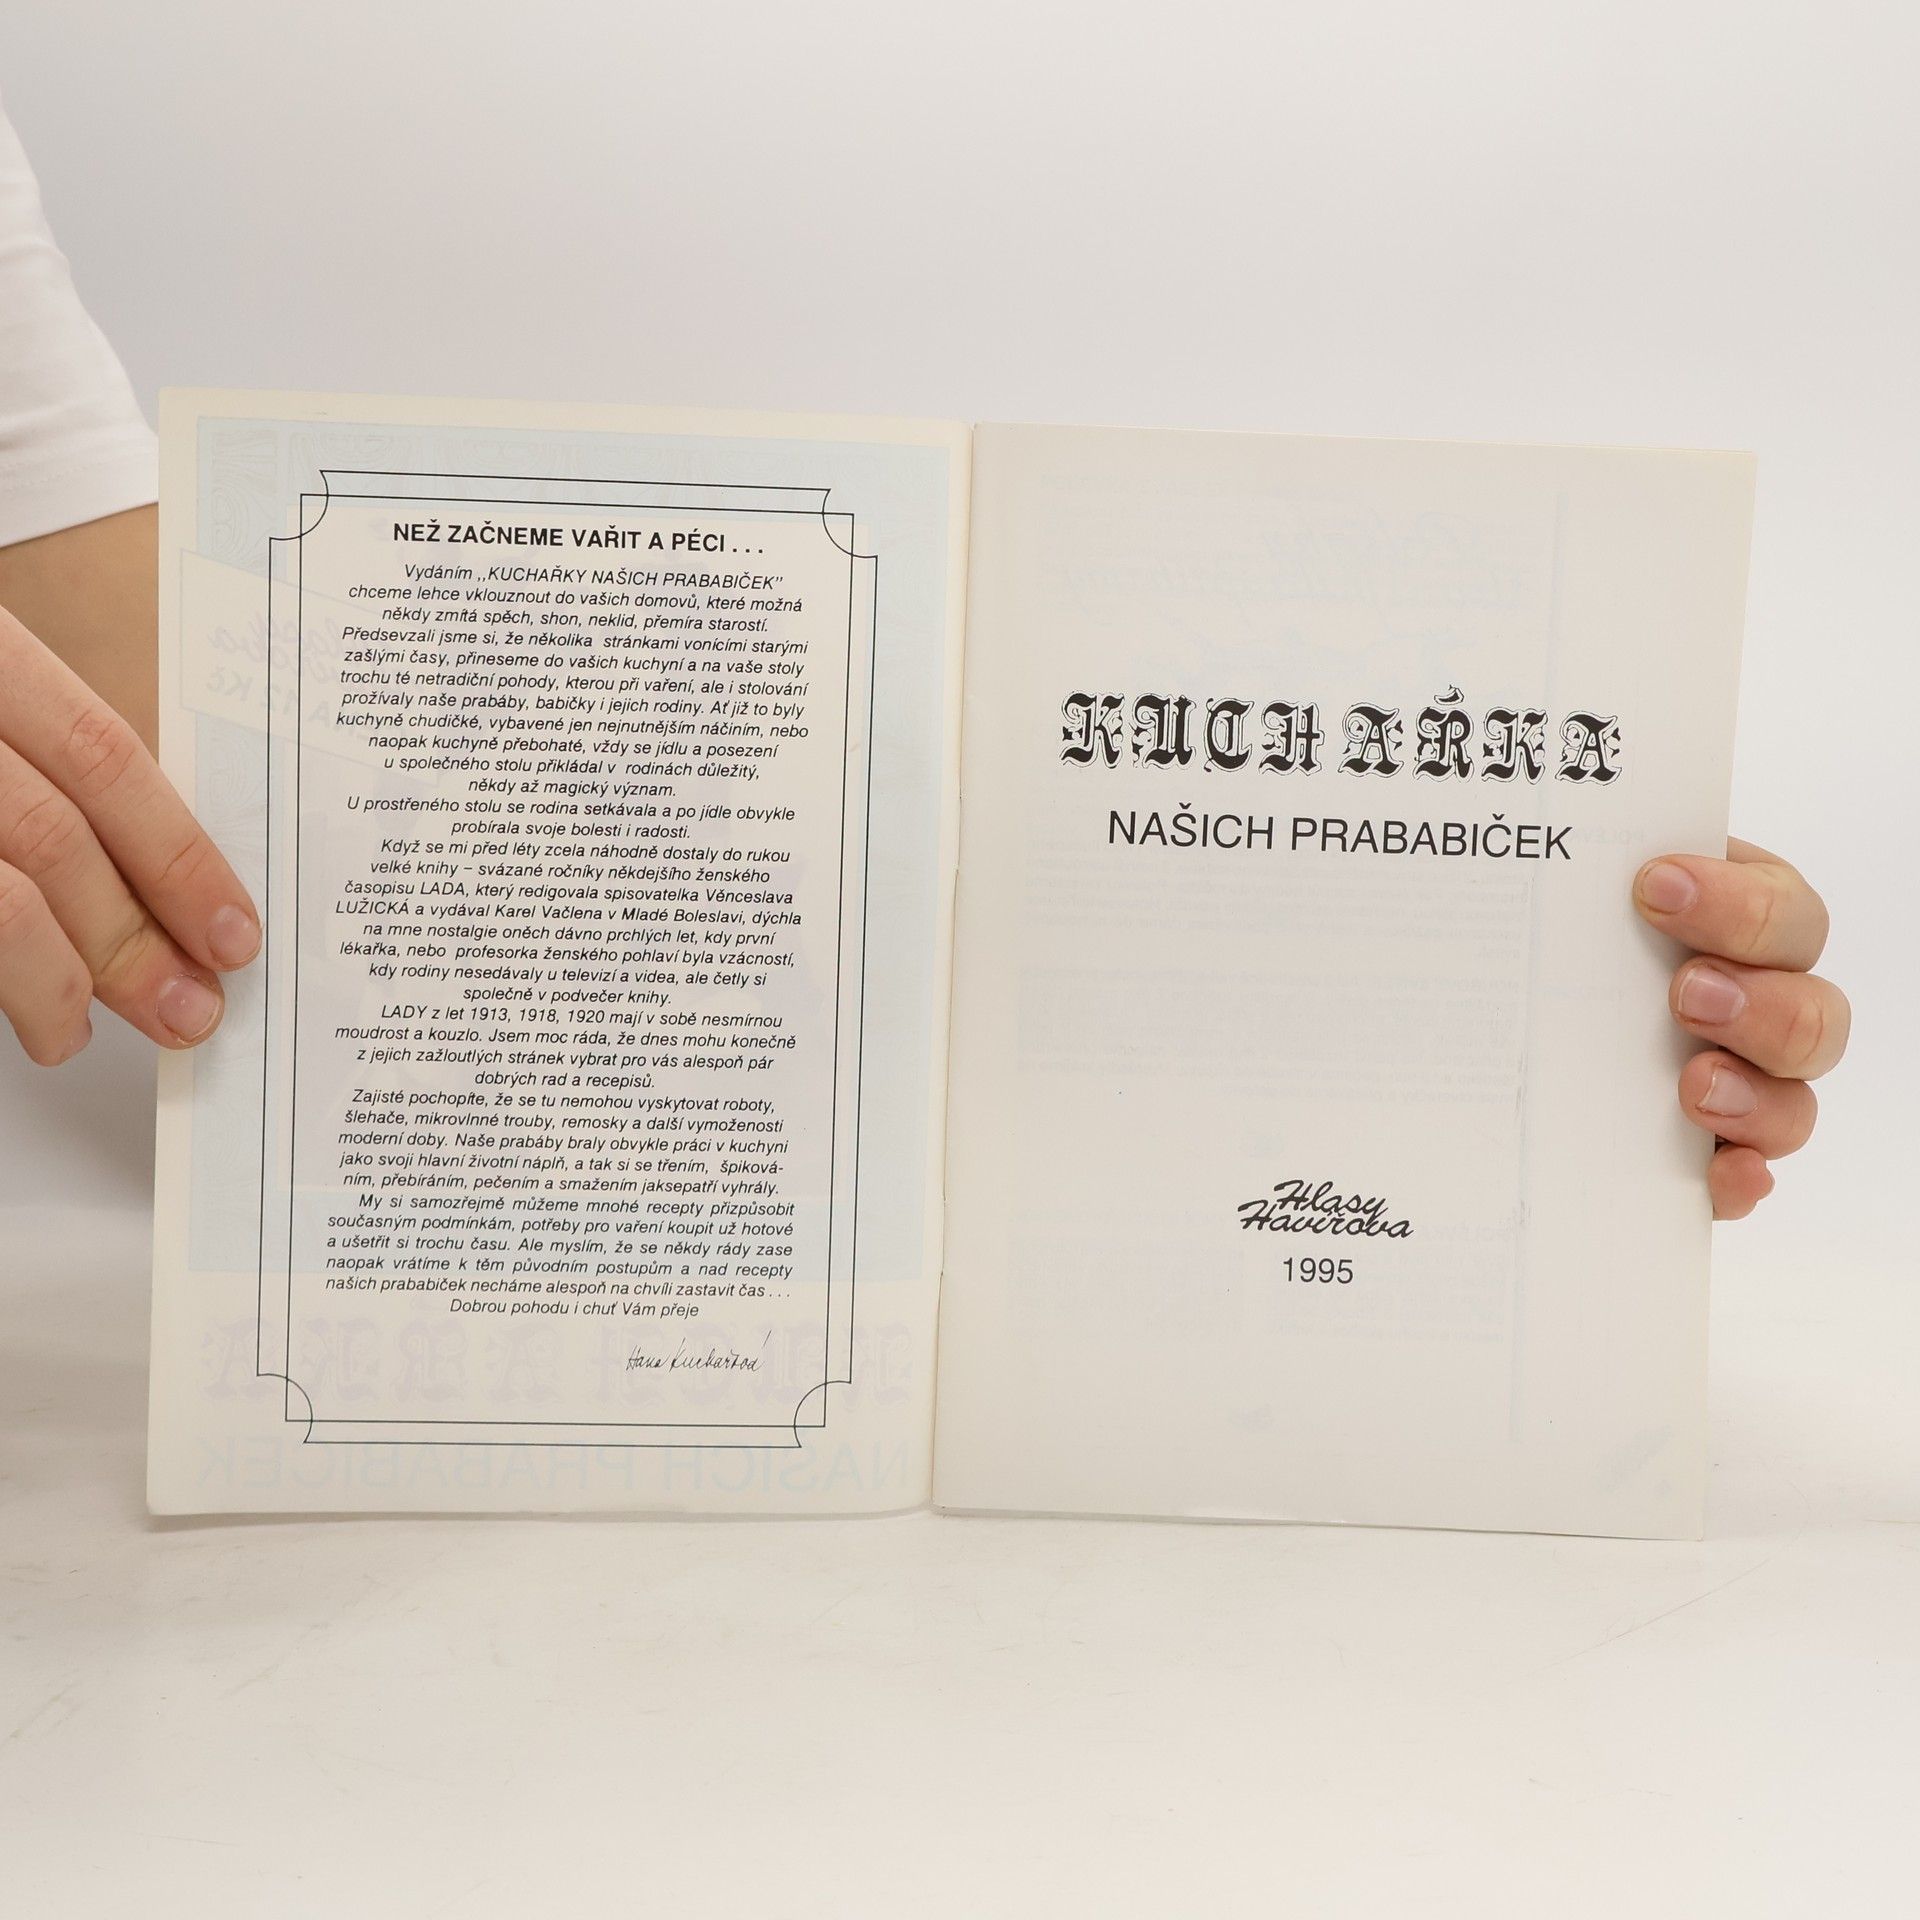 NEŽ ZAČNEME VAŘIT A PÉCI . . .
Vydáním ,,KUCHAŘKY NAŠICH PRABABIČEK"
chceme lehce vklouznout do vašich domovů, které možná
někdy zmítá spěch, shon, neklid, přemíra starostí.
Předsevzali jsme si, že několika stránkami vonícími starými
zašlými časy, přineseme do vašich kuchyní a na vaše stoly
trochu té netradiční pohody, kterou při vaření, ale i stolování
prožívaly naše prabáby, babičky i jejich rodiny. Ať již to byly
kuchyně chudičké, vybavené jen nejnutnějším náčiním, nebo
naopak kuchyně přebohaté, vždy se jídlu a posezení
u společného stolu přikládal v rodinách důležitý,
někdy až magický význam.
U prostřeného stolu se rodina setkávala a po jídle obvykle
probírala svoje bolesti i radosti.
Když se mi před léty zcela náhodně dostaly do rukou
velké knihy – svázané ročníky někdejšího ženského
časopisu LADA, který redigovala spisovatelka Věnceslava
LUŽICKÁ a vydával Karel Vačlena v Mladé Boleslavi, dýchla
na mne nostalgie oněch dávno prchlých let, kdy první
lékařka, nebo profesorka ženského pohlaví byla vzácností,
kdy rodiny nesedávaly u televizí a videa, ale četly si
společně v podvečer knihy.
LADY z let 1913, 1918, 1920 mají v sobě nesmírnou
moudrost a kouzlo. Jsem moc ráda, že dnes mohu konečně
z jejich zažloutlých stránek vybrat pro vás alespoň pár
dobrých rad a recepisů.
Zajisté pochopíte, že se tu nemohou vyskytovat roboty,
šlehače, mikrovlnné trouby, remosky a další vymoženosti
moderní doby. Naše prabáby braly obvykle práci v kuchyni
jako svoji hlavní životní náplň, a tak si se třením, špiková-
ním, přebíráním, pečením a smažením jaksepatří vyhrály.
My si samozřejmě můžeme mnohé recepty přizpůsobit
současným podmínkám, potřeby pro vaření koupit už hotové
a ušetřit si trochu času. Ale myslím, že se někdy rády zase
naopak vrátíme k těm původním postupům a nad recepty
našich prababiček necháme alespoň na chvíli zastavit čas . . .
Dobrou pohodu i chuť Vám přeje
Hana Kuchařová
KUCHAŘKA
NAŠICH PRABABIČEK
Hlasy
Havířova
1995